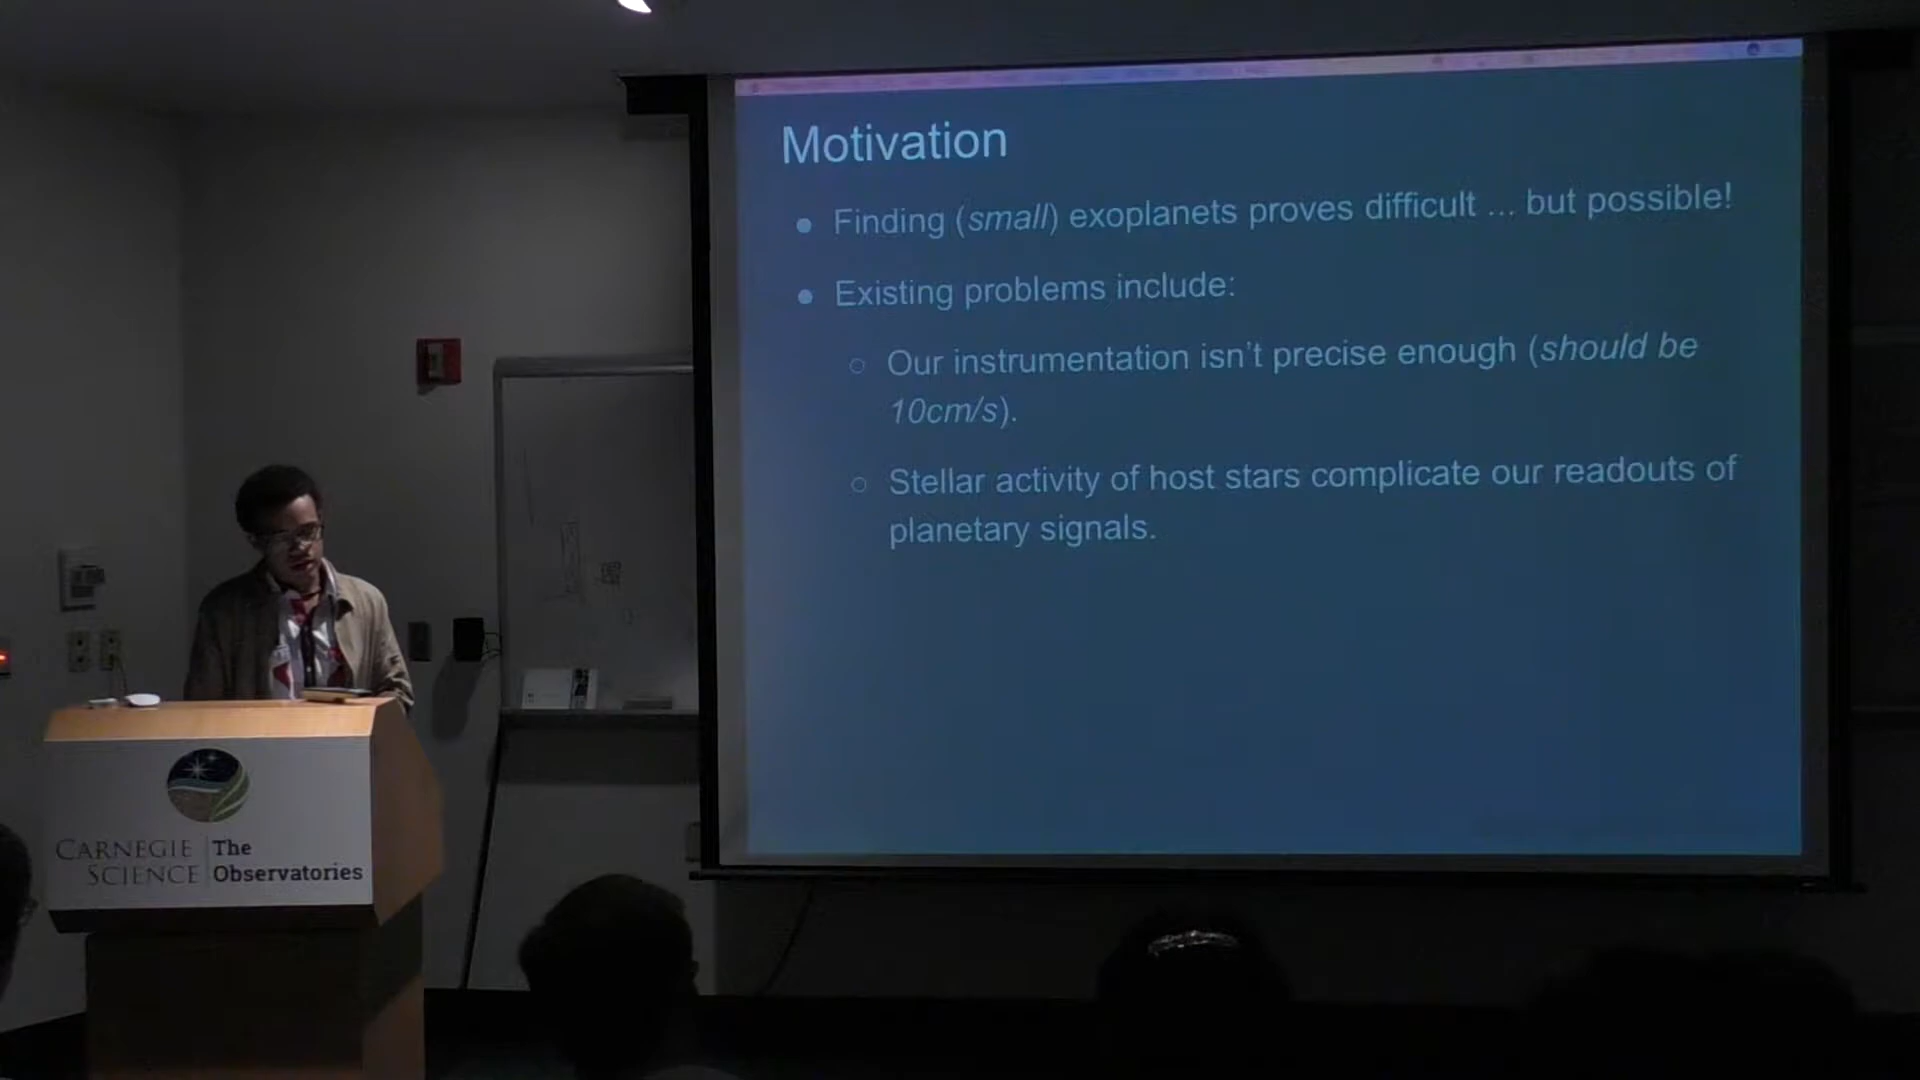 Motivation
● Finding (small) exoplanets proves difficult ... but possible!
● Existing problems include:
○ Our instrumentation isn't precise enough (should be
10cm/s).
○ Stellar activity of host stars complicate our readouts of
planetary signals.
CARNEGIE
SCIENCE
The
Observatories